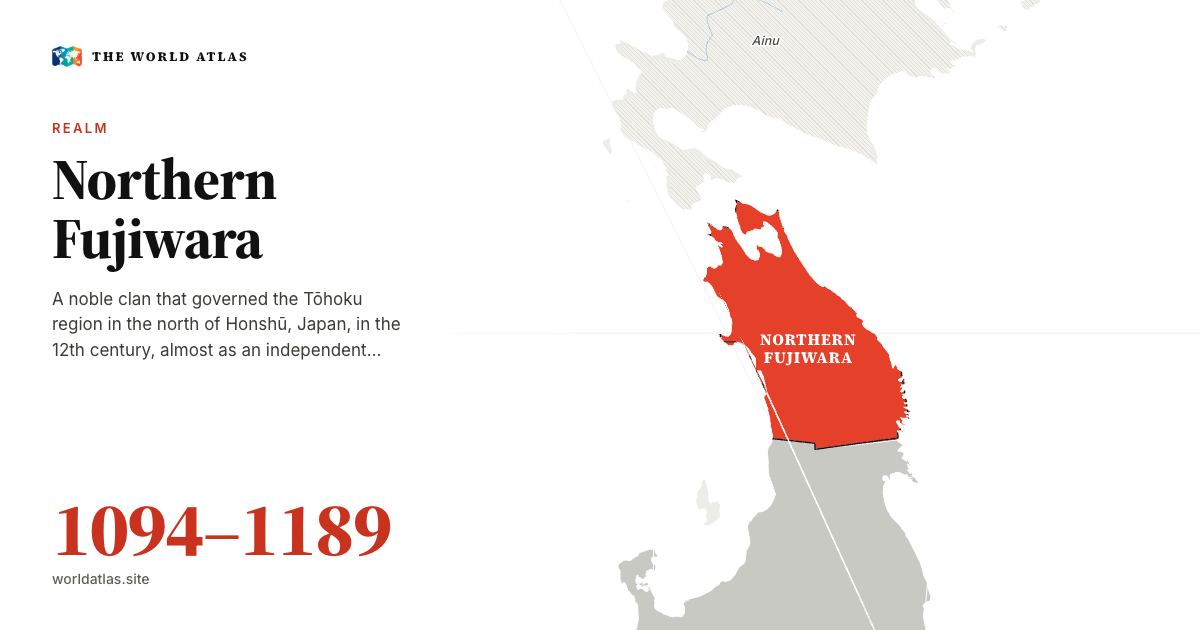 THE WORLD ATLAS
REALM
Northern
Fujiwara
A noble clan that governed the Tōhoku
region in the north of Honshū, Japan, in the
12th century, almost as an independent...
1094–1189
worldatlas.site
Ainu
NORTHERN
FUJIWARA